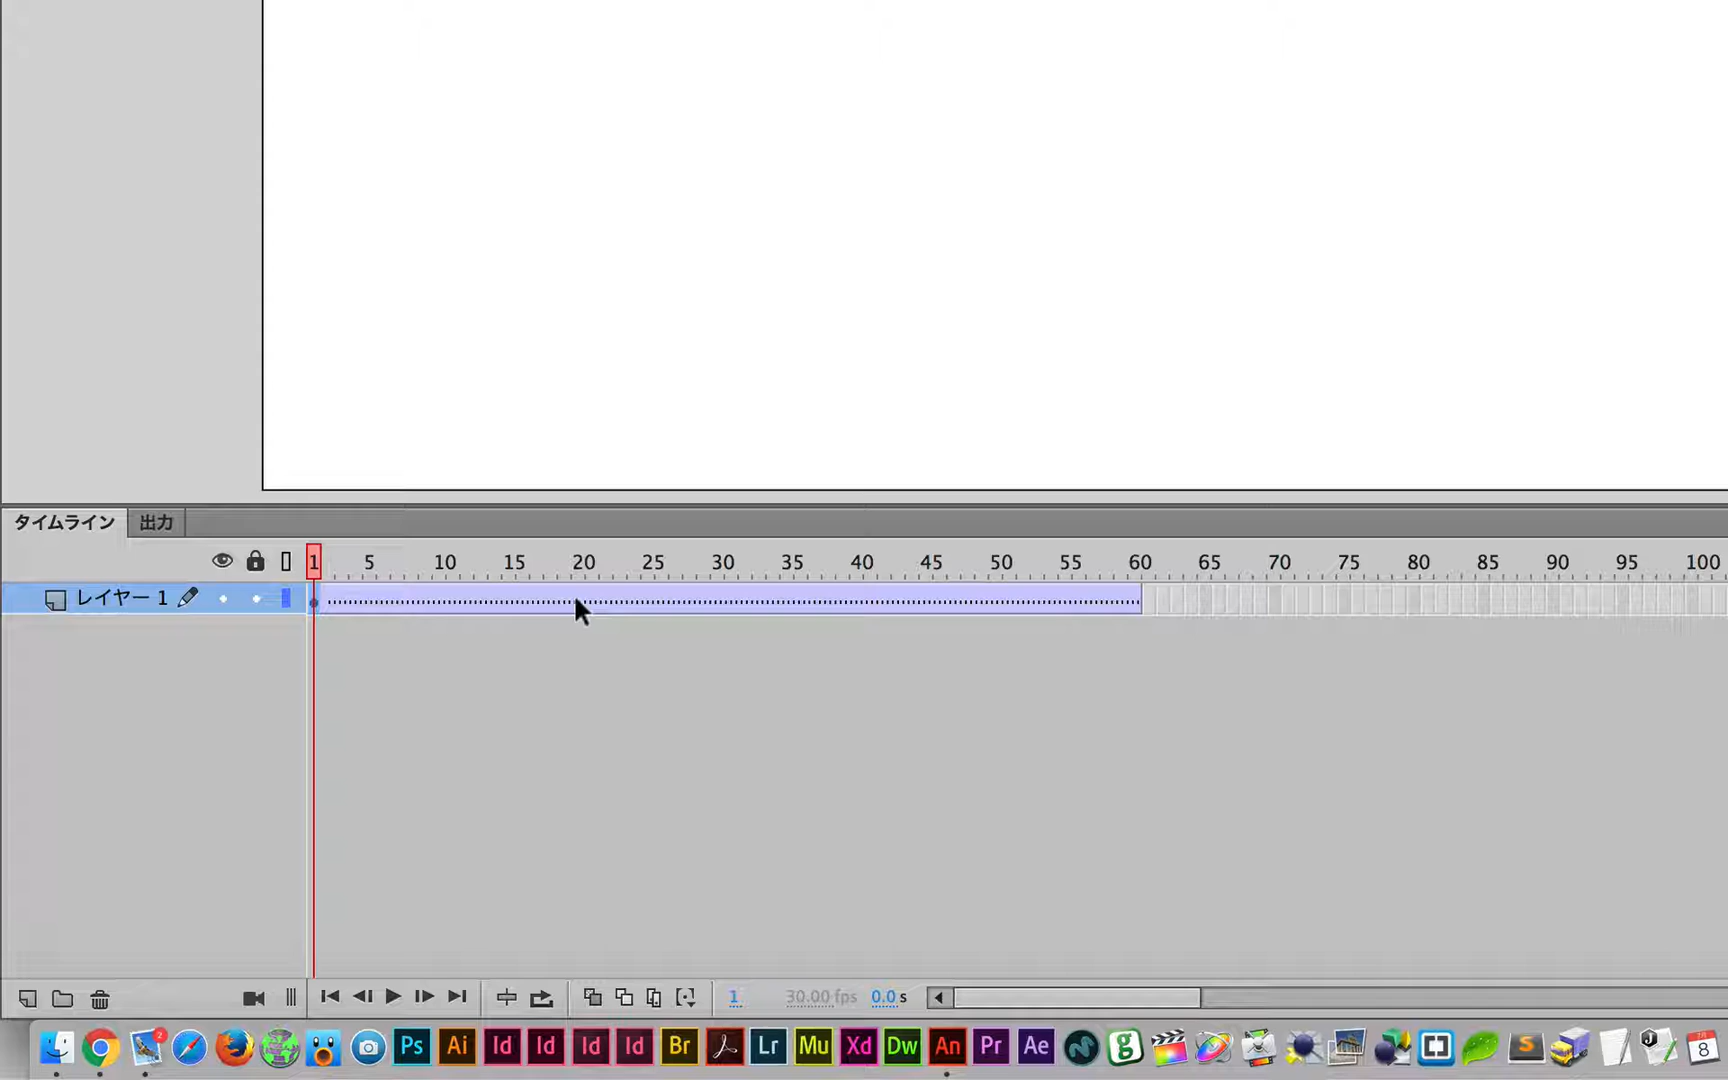 タイムライン 出力
1 5 10 15 20 25 30 35 40 45 50 55 60 65 70 75 80 85 90 95 100
レイヤー 1
1 30.00 fps 0.0 s
2
Ps Ai Id Id Id Id Br Lr Mu Xd Dw An Pr Ae g S J 8